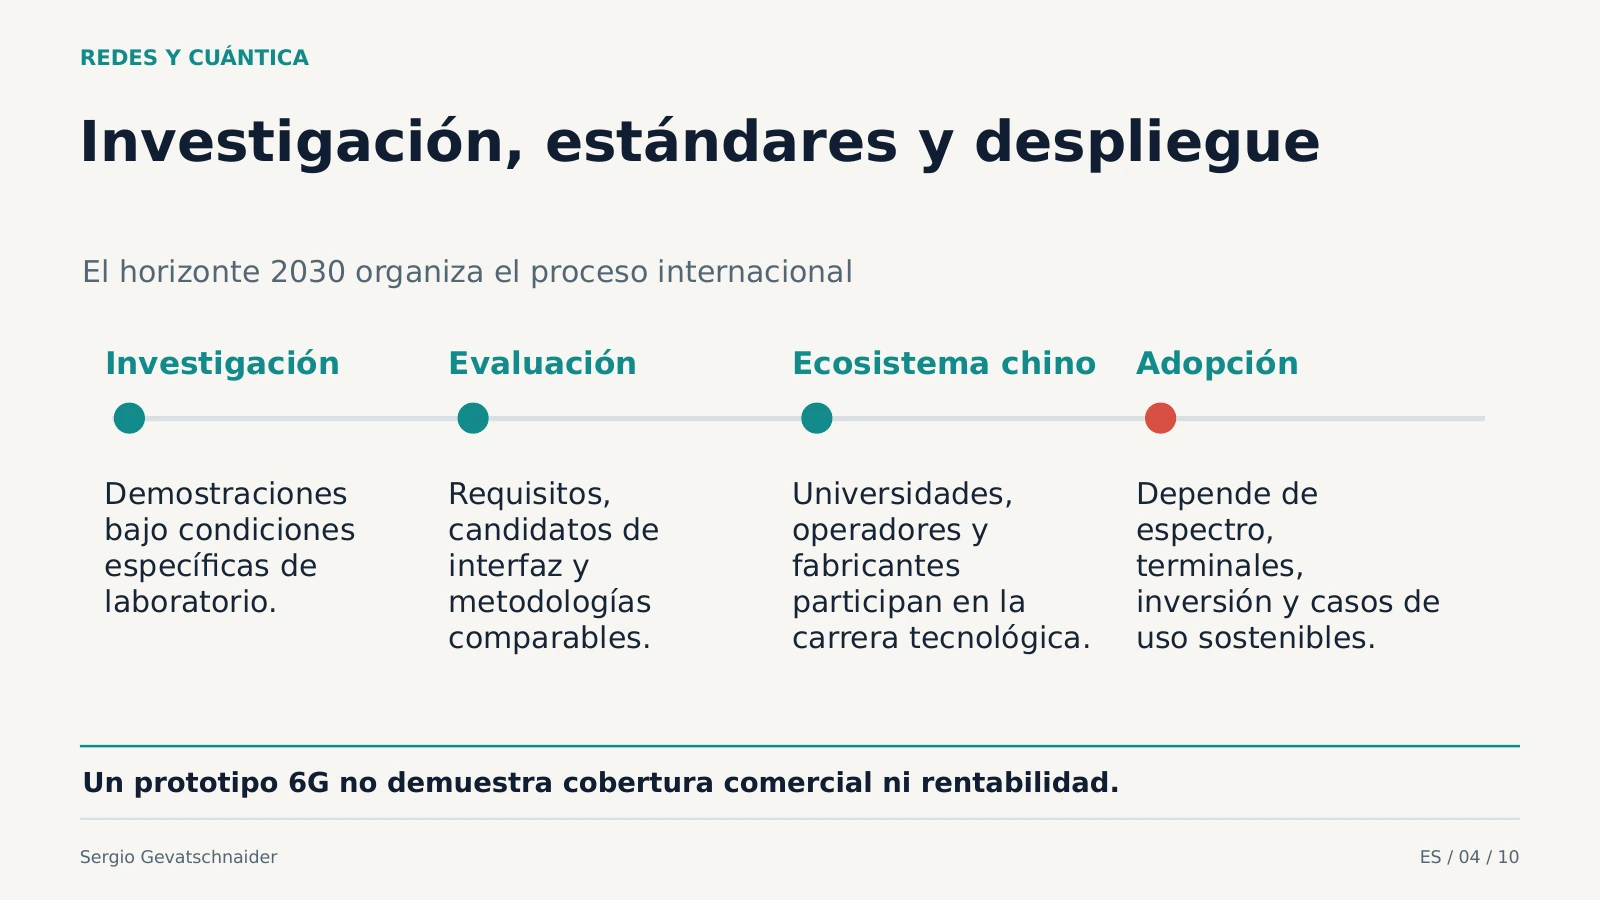 REDES Y CUÁNTICA
Investigación, estándares y despliegue
El horizonte 2030 organiza el proceso internacional
Investigación
Demostraciones
bajo condiciones
específicas de
laboratorio.
Evaluación
Requisitos,
candidatos de
interfaz y
metodologías
comparables.
Ecosistema chino
Universidades,
operadores y
fabricantes
participan en la
carrera tecnológica.
Adopción
Depende de
espectro,
terminales,
inversión y casos de
uso sostenibles.
Un prototipo 6G no demuestra cobertura comercial ni rentabilidad.
Sergio Gevatschnaider
ES / 04 / 10